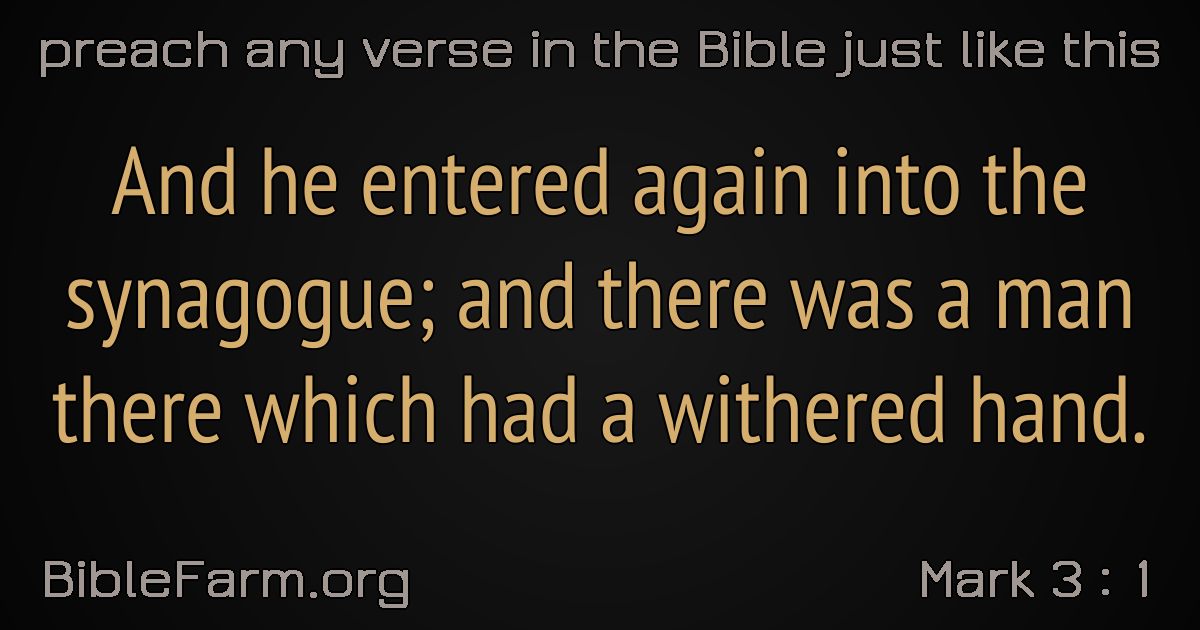 preach any verse in the Bible just like this
And he entered again into the
synagogue; and there was a man
there which had a withered hand.
BibleFarm.org
Mark 3 : 1